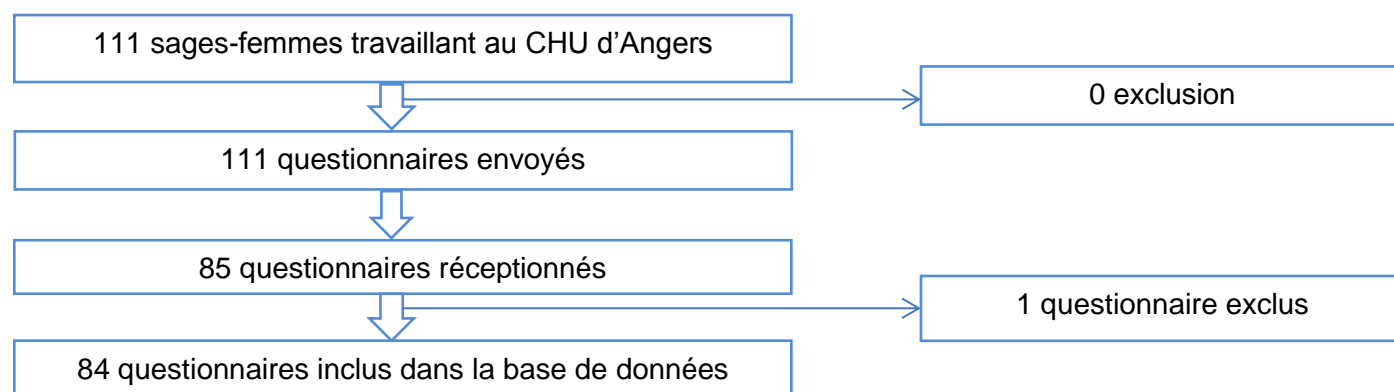 111 sages-femmes travaillant au CHU d’Angers
0 exclusion
111 questionnaires envoyés
85 questionnaires réceptionnés
1 questionnaire exclus
84 questionnaires inclus dans la base de données